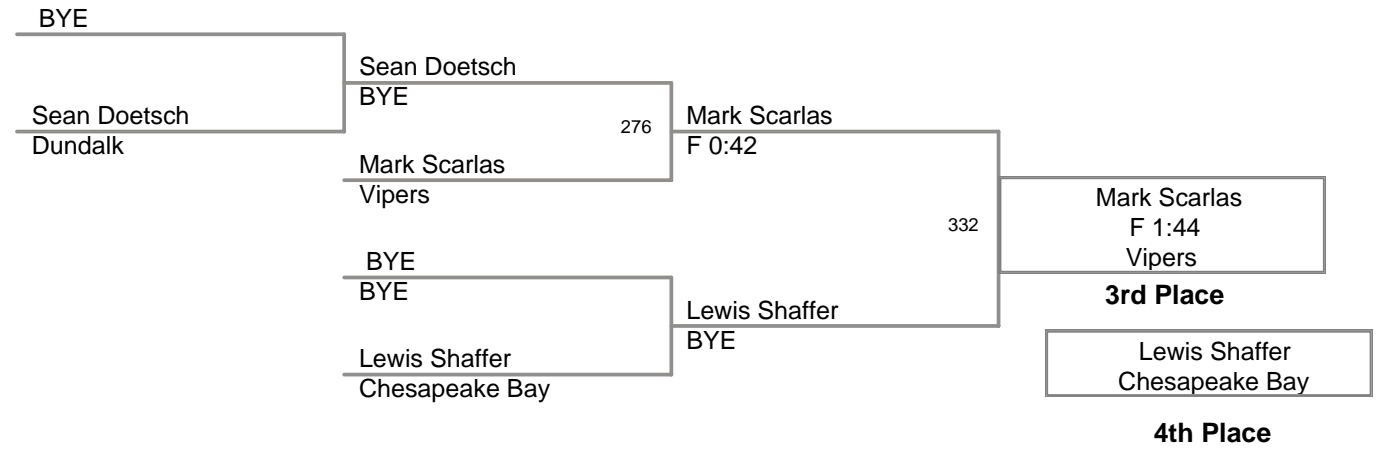 BYE
Sean Doetsch
Dundalk
Sean Doetsch
BYE
276
Mark Scarlas
Vipers
BYE
BYE
Lewis Shaffer
Chesapeake Bay
Mark Scarlas
F 0:42
332
Lewis Shaffer
BYE
Mark Scarlas
F 1:44
Vipers
3rd Place
Lewis Shaffer
Chesapeake Bay
4th Place